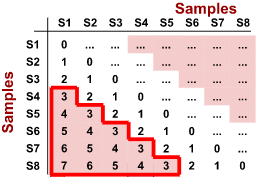 Samples
S1 S2 S3 S4 S5 S6 S7 S8
Samples
S1 0 ... ... ... ... ... ... ...
S2 1 0 ... ... ... ... ... ...
S3 2 1 0 ... ... ... ... ...
S4 3 2 1 0 ... ... ... ...
S5 4 3 2 1 0 ... ... ...
S6 5 4 3 2 1 0 ... ...
S7 6 5 4 3 2 1 0 ...
S8 7 6 5 4 3 2 1 0